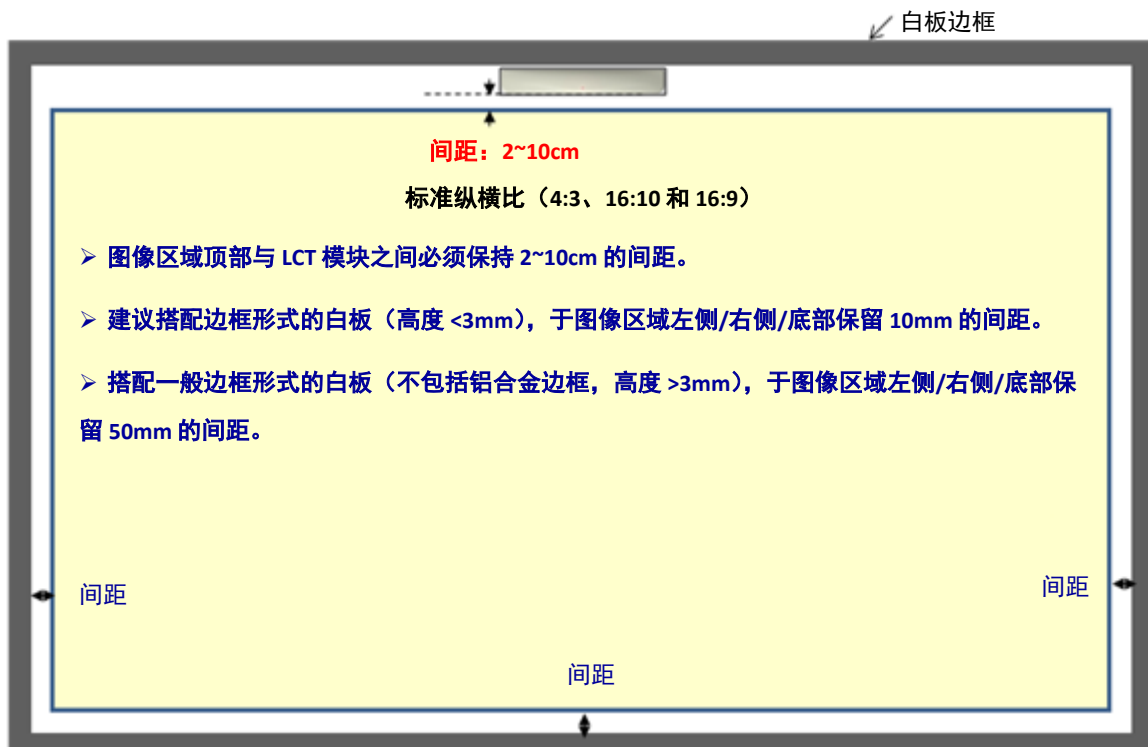 白板边框
间距：2~10cm
标准纵横比（4:3、16:10 和 16:9）
➢ 图像区域顶部与 LCT 模块之间必须保持 2~10cm 的间距。
➢ 建议搭配边框形式的白板（高度 <3mm），于图像区域左侧/右侧/底部保留 10mm 的间距。
➢ 搭配一般边框形式的白板（不包括铝合金边框，高度 >3mm），于图像区域左侧/右侧/底部保
留 50mm 的间距。
间距
间距
间距